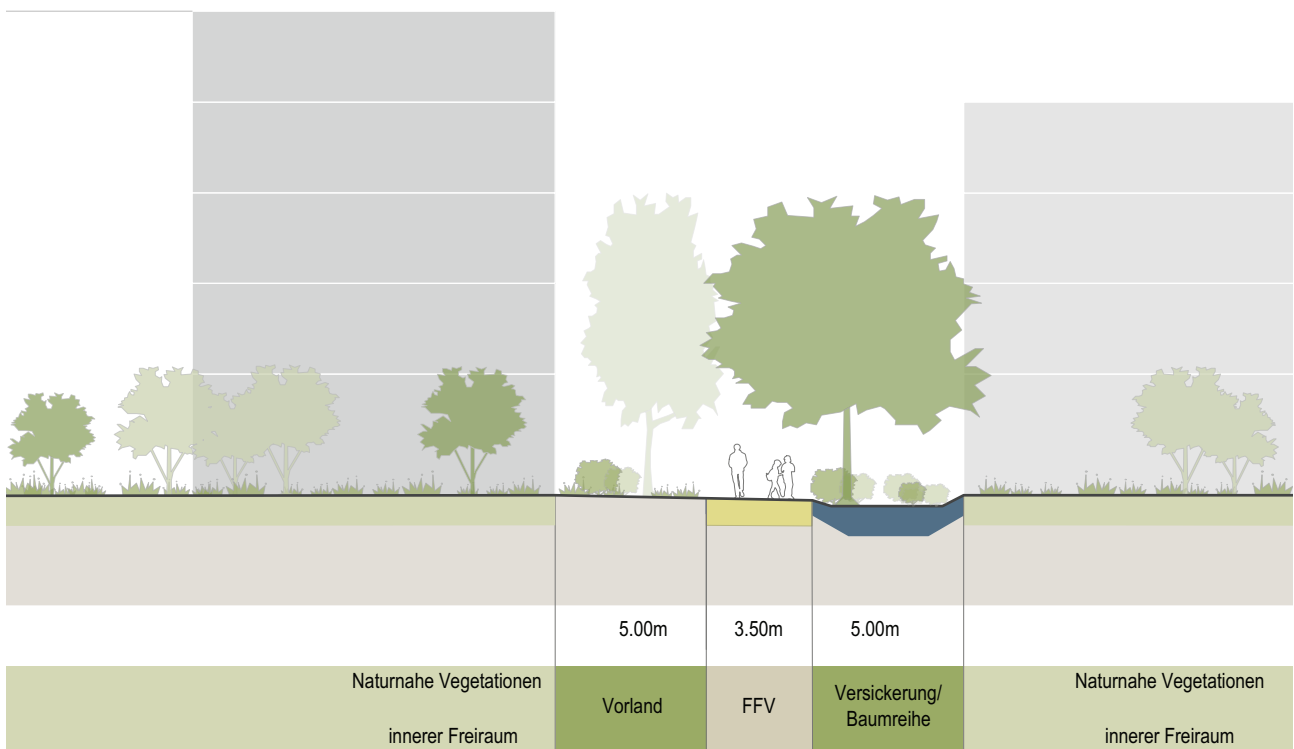 5.00m
3.50m
5.00m
Naturnahe Vegetationen
innerer Freiraum
Vorland
FFV
Versickerung/
Baumreihe
Naturnahe Vegetationen
innerer Freiraum